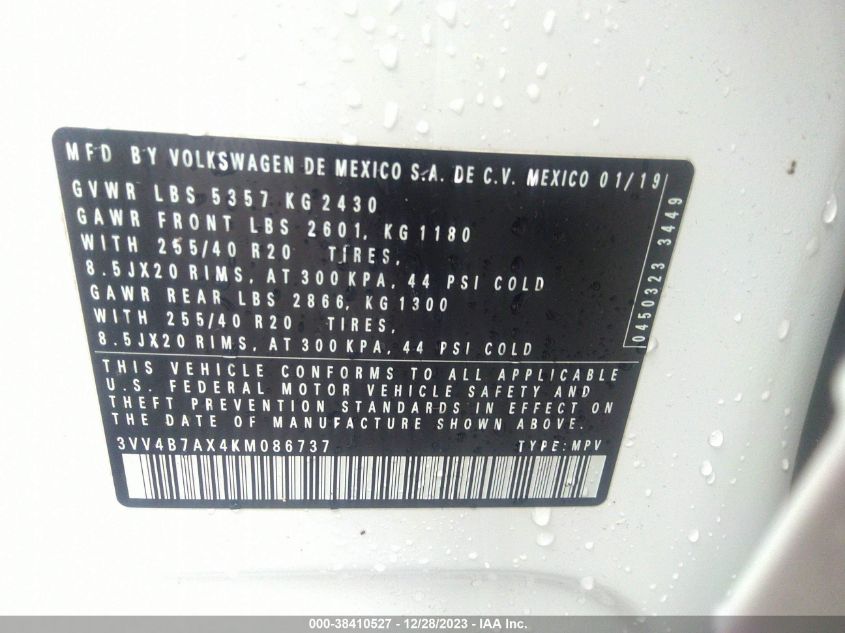 MFD BY VOLKSWAGEN DE MEXICO S.A. DE C.V. MEXICO 01/19
GVWR LBS 5357 KG 2430
GAWR FRONT LBS 2601, KG 1180
WITH 255/40 R20 TIRES,
8.5JX20 RIMS, AT 300 KPA, 44 PSI COLD
GAWR REAR LBS 2866, KG 1300
WITH 255/40 R20 TIRES,
8.5JX20 RIMS, AT 300 KPA, 44 PSI COLD
0450323 3449
THIS VEHICLE CONFORMS TO ALL APPLICABLE
U.S. FEDERAL MOTOR VEHICLE SAFETY AND
THEFT PREVENTION STANDARDS IN EFFECT ON
THE DATE OF MANUFACTURE SHOWN ABOVE.
3VV4B7AX4KM086737 TYPE: MPV
000-38410527 - 12/28/2023 - IAA Inc.